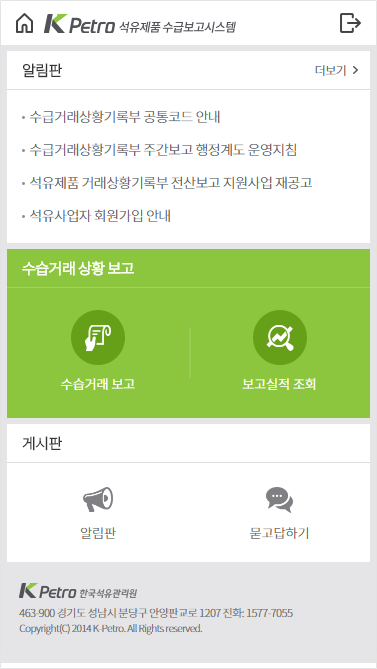 K Petro 석유제품 수급보고시스템
알림판 더보기 >
• 수급거래상황기록부 공통코드 안내
• 수급거래상황기록부 주간보고 행정계도 운영지침
• 석유제품 거래상황기록부 전산보고 지원사업 재공고
• 석유사업자 회원가입 안내
수습거래 상황 보고
수습거래 보고 보고실적 조회
게시판
알림판 묻고답하기
K Petro 한국석유관리원
463-900 경기도 성남시 분당구 안양판교로 1207 전화: 1577-7055
Copyright(C) 2014 K-Petro. All Rights reserved.